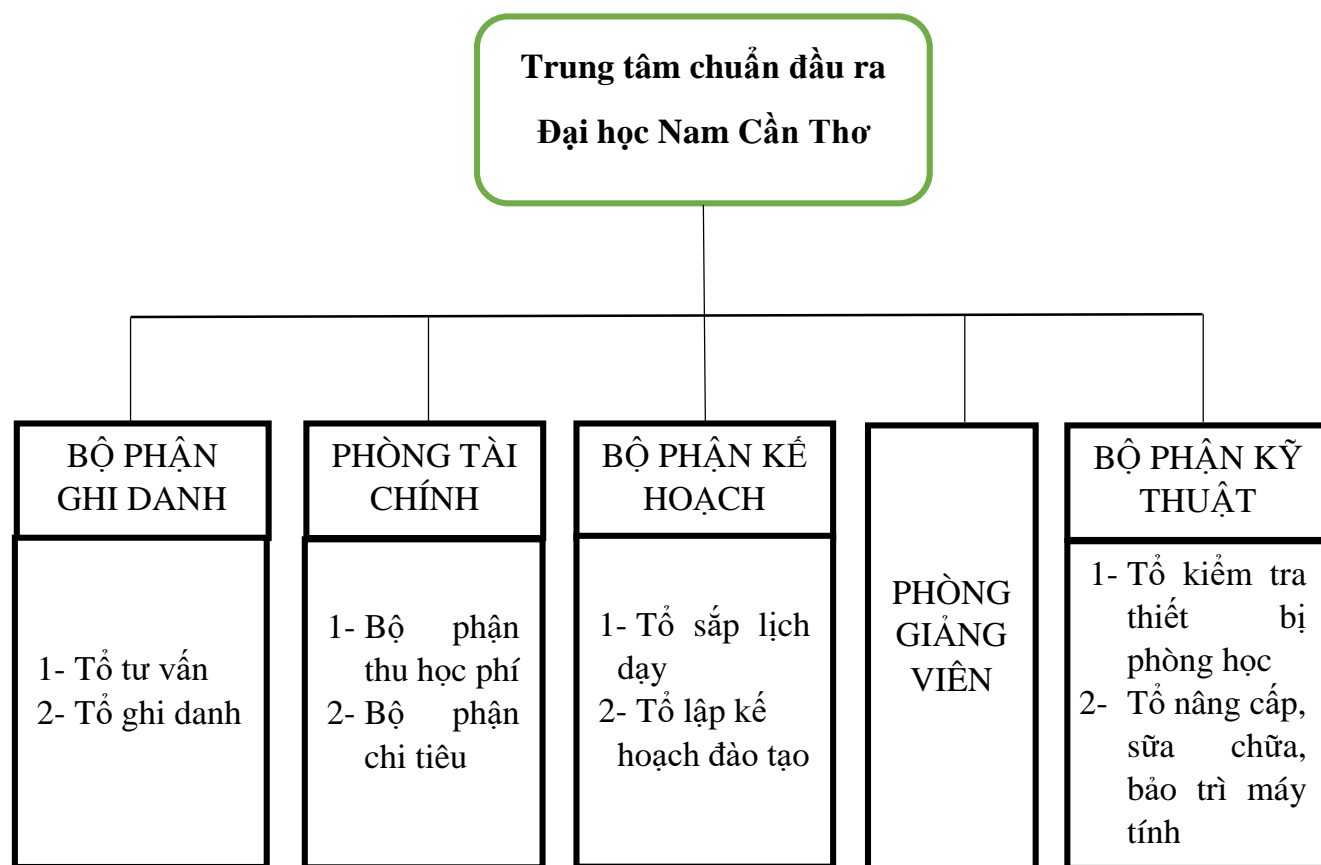 Trung tâm chuẩn đầu ra
Đại học Nam Cần Thơ
BỘ PHẬN
GHI DANH
1- Tổ tư vấn
2- Tổ ghi danh
PHÒNG TÀI
CHÍNH
1- Bộ phận
thu học phí
2- Bộ phận
chi tiêu
BỘ PHẬN KẾ
HOẠCH
1- Tổ sắp lịch
dạy
2- Tổ lập kế
hoạch đào tạo
PHÒNG
GIẢNG
VIÊN
BỘ PHẬN KỸ
THUẬT
1- Tổ kiểm tra
thiết bị
phòng học
2- Tổ nâng cấp,
sữa chữa,
bảo trì máy
tính